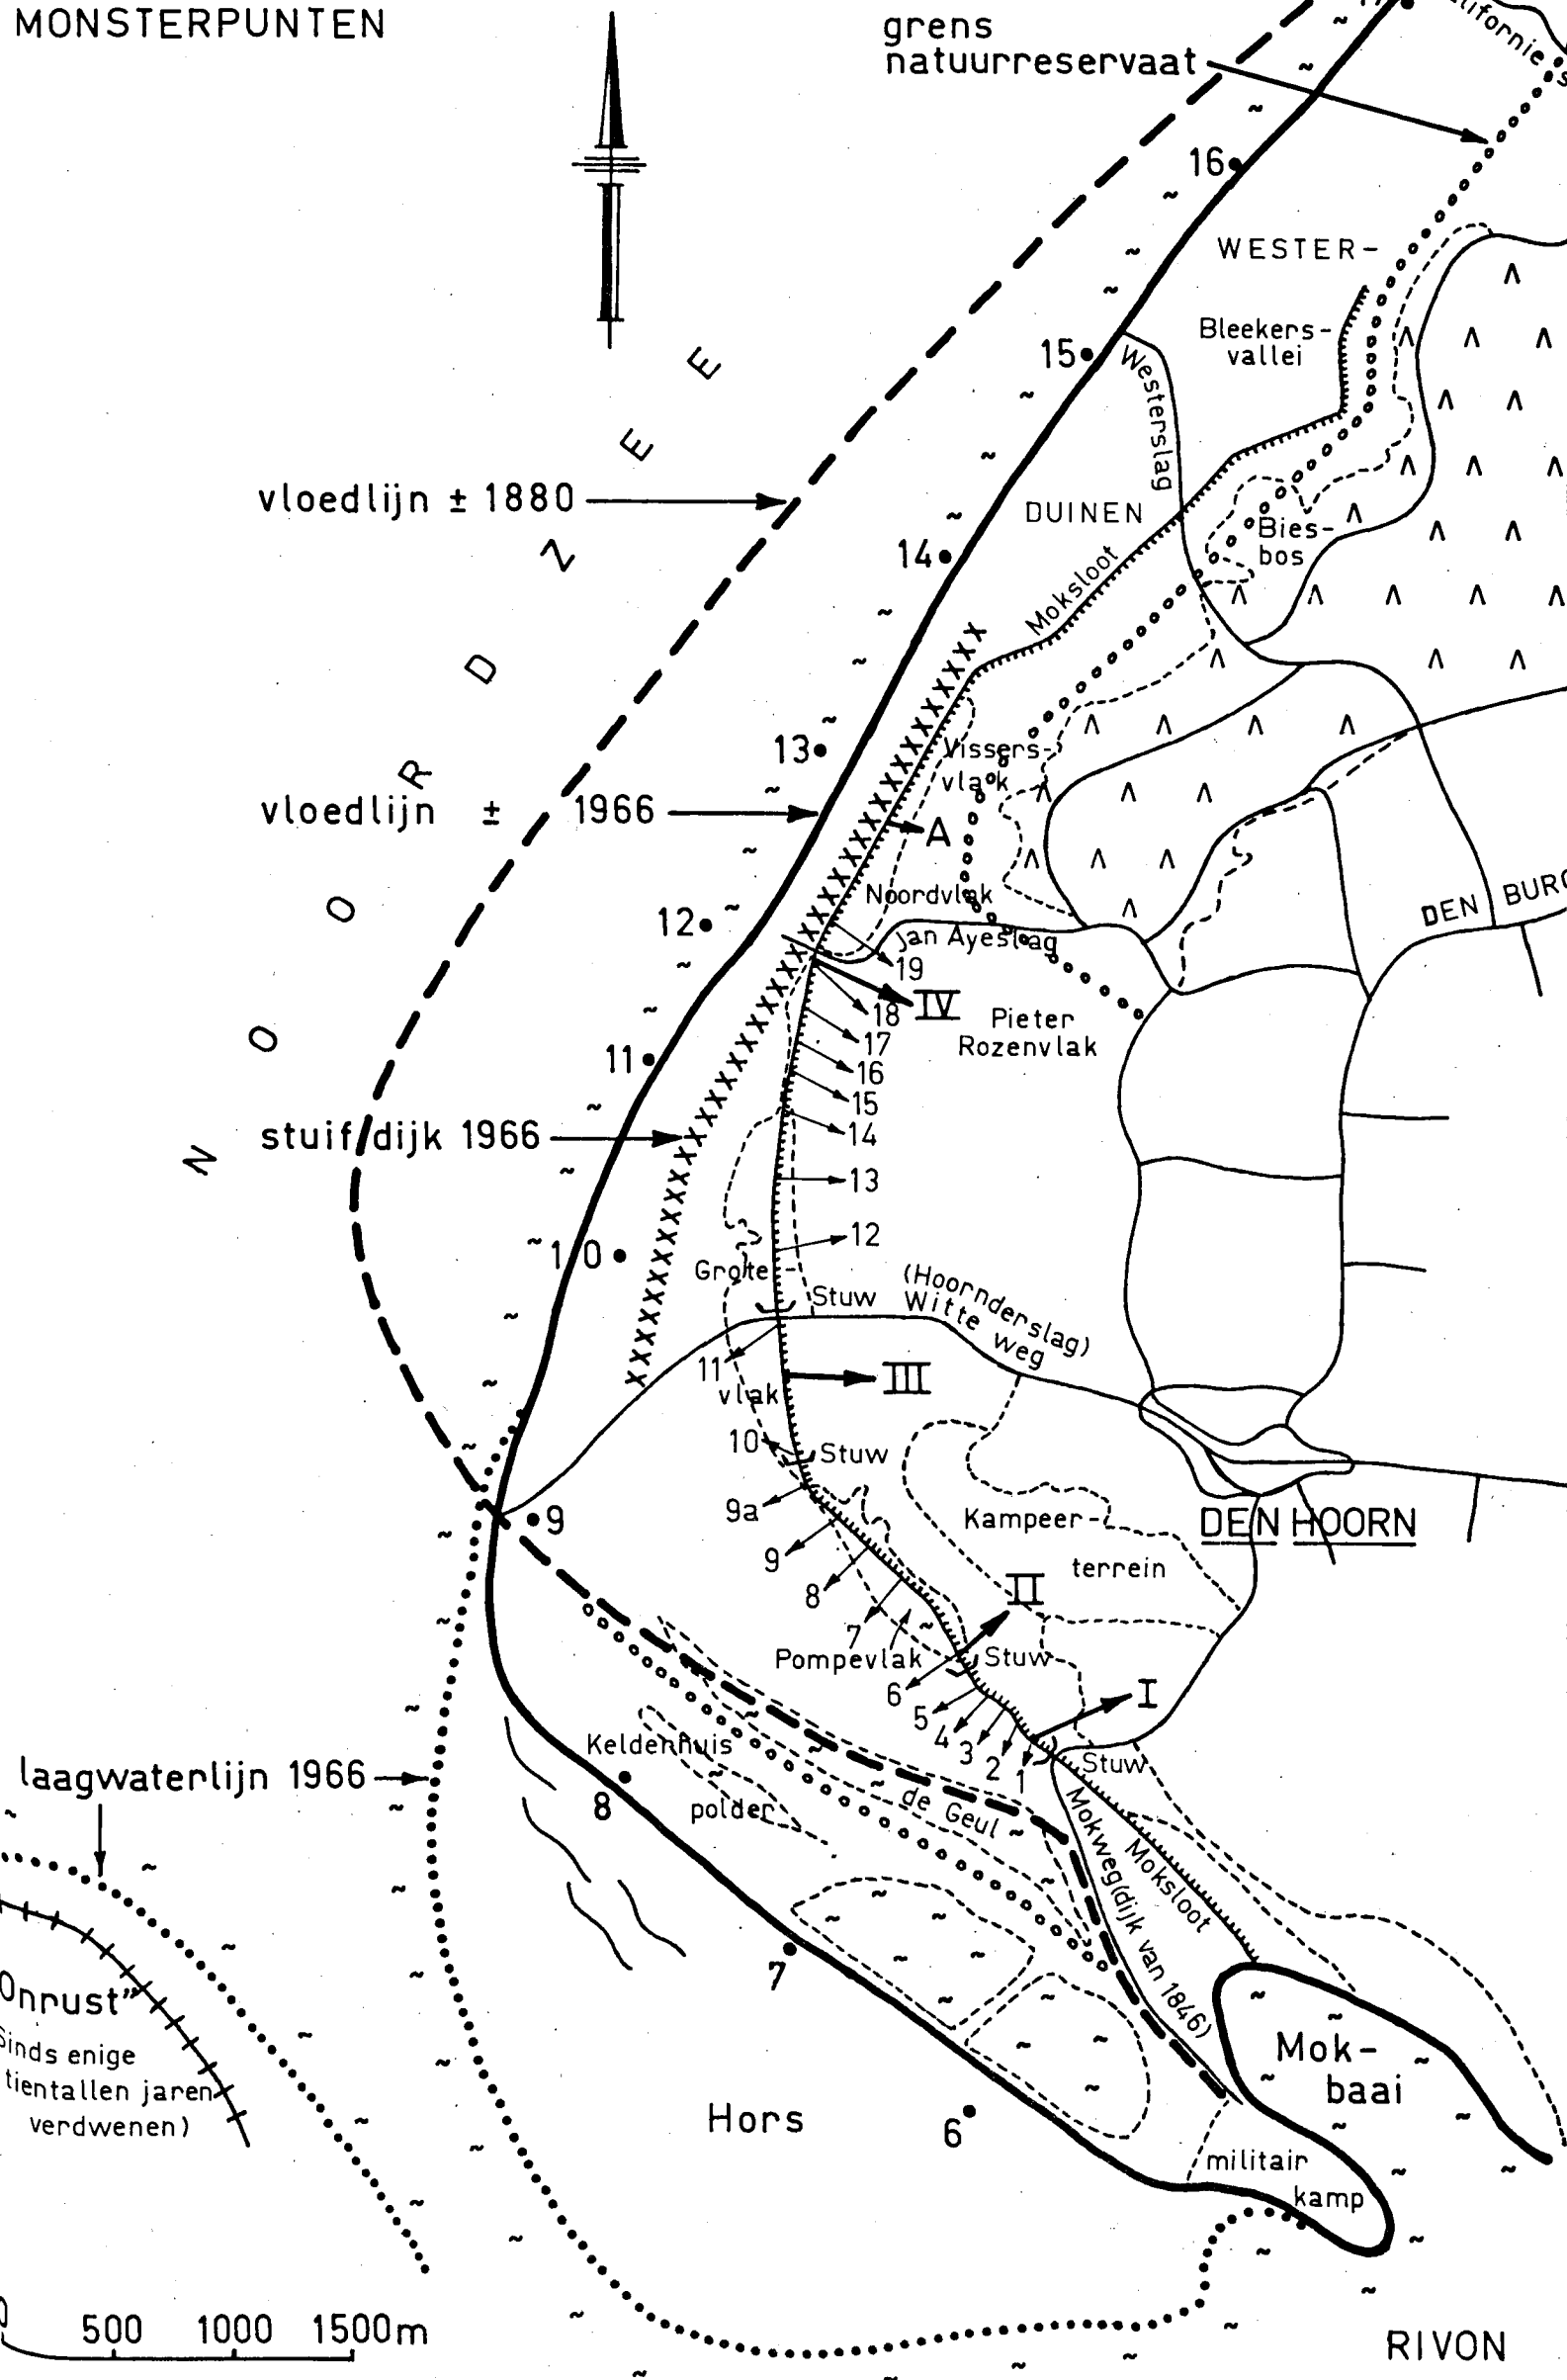 MONSTERPUNTEN
grens
natuurreservaat
16
WESTER-
Bleekers-
vallei
15
Westerslag
NOORDZEE
vloedlijn ± 1880
DUINEN
Bies-
bos
14
Moksloot
13
Vissers-
vlak
vloedlijn ± 1966
A
Noordvlak
DEN BURG
12
Jan Ayeslag
19
IV
18
Pieter
Rozenvlak
17
11
16
15
stuifdijk 1966
14
13
12
10
Grote-
Stuw
(Hoornderslag)
Witte weg
11
vlak
III
10
Stuw
9a
9
Kampeer-
terrein
DEN HOORN
9
8
II
7
Pompevlak
Stuw
6
5
4
3
2
1
I
Stuw
Keldenhuis
polder
8
de Geul
laagwaterlijn 1966
Mokweg (dijk van 1846)
Moksloot
7
Onrust"
Sinds enige
tientallen jaren
verdwenen)
Mok-
baai
Hors
6
militair
kamp
0 500 1000 1500m
RIVON